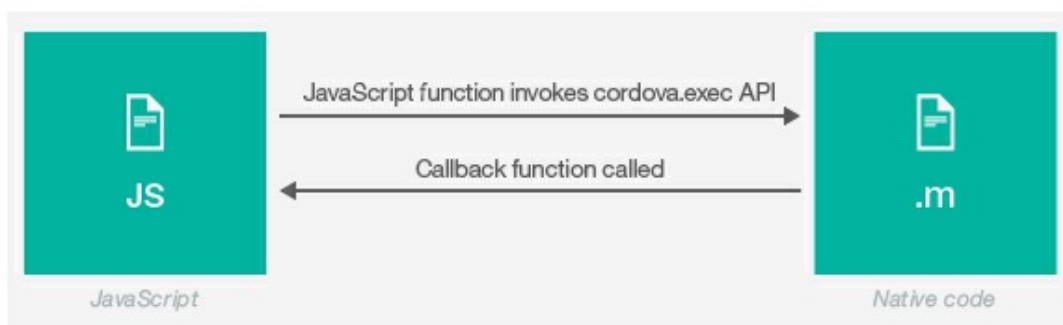 JavaScript function invokes cordova.exec API
Callback function called
JS
.m
JavaScript
Native code